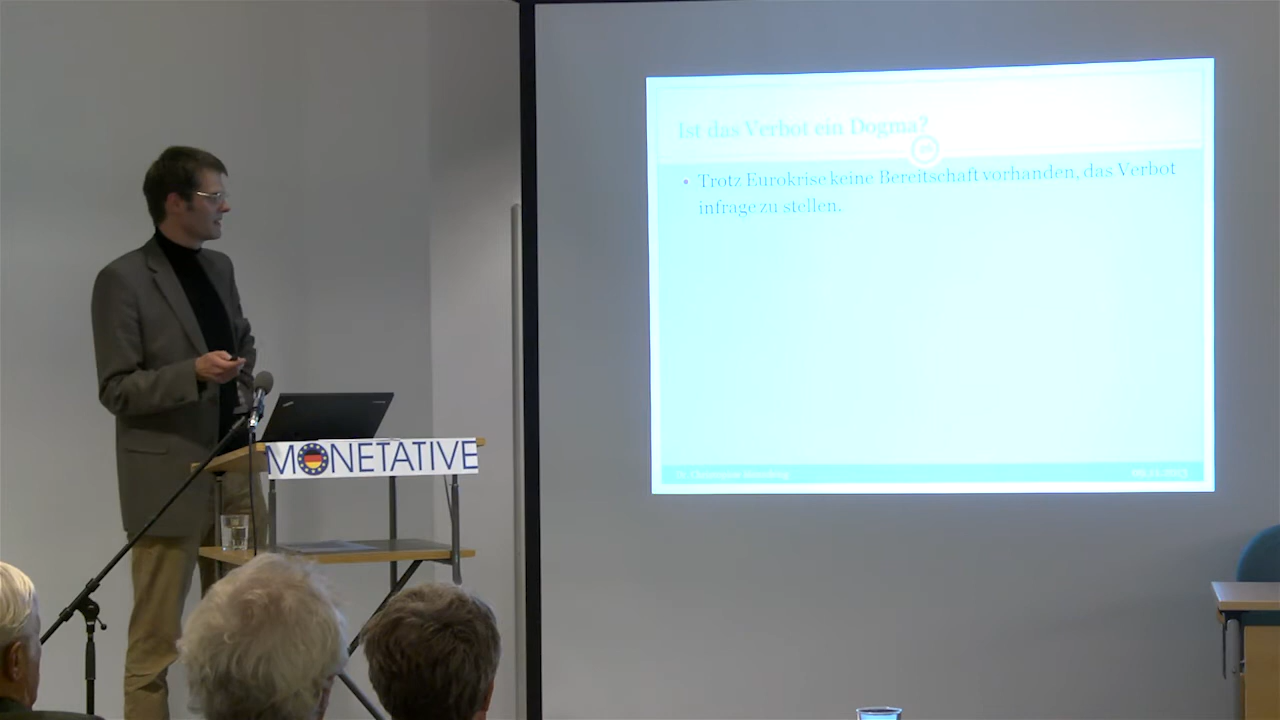 Ist das Verbot ein Dogma?
• Trotz Eurokrise keine Bereitschaft vorhanden, das Verbot
infrage zu stellen.
MONETATIVE